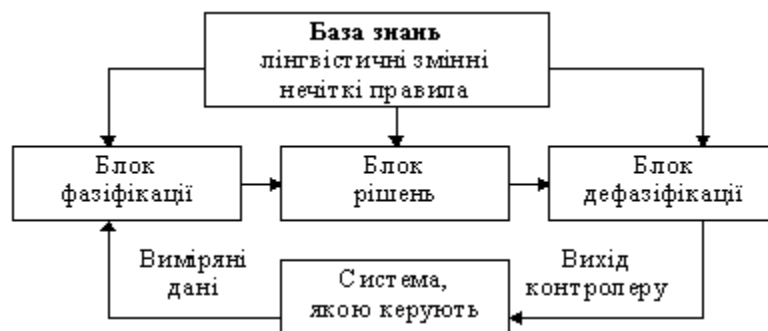 База знань
лінгвістичні змінні
нечіткі правила
Блок
фазіфікації
Блок
рішень
Блок
дефазіфікації
Виміряні
дані
Система,
якою керують
Вихід
контролеру